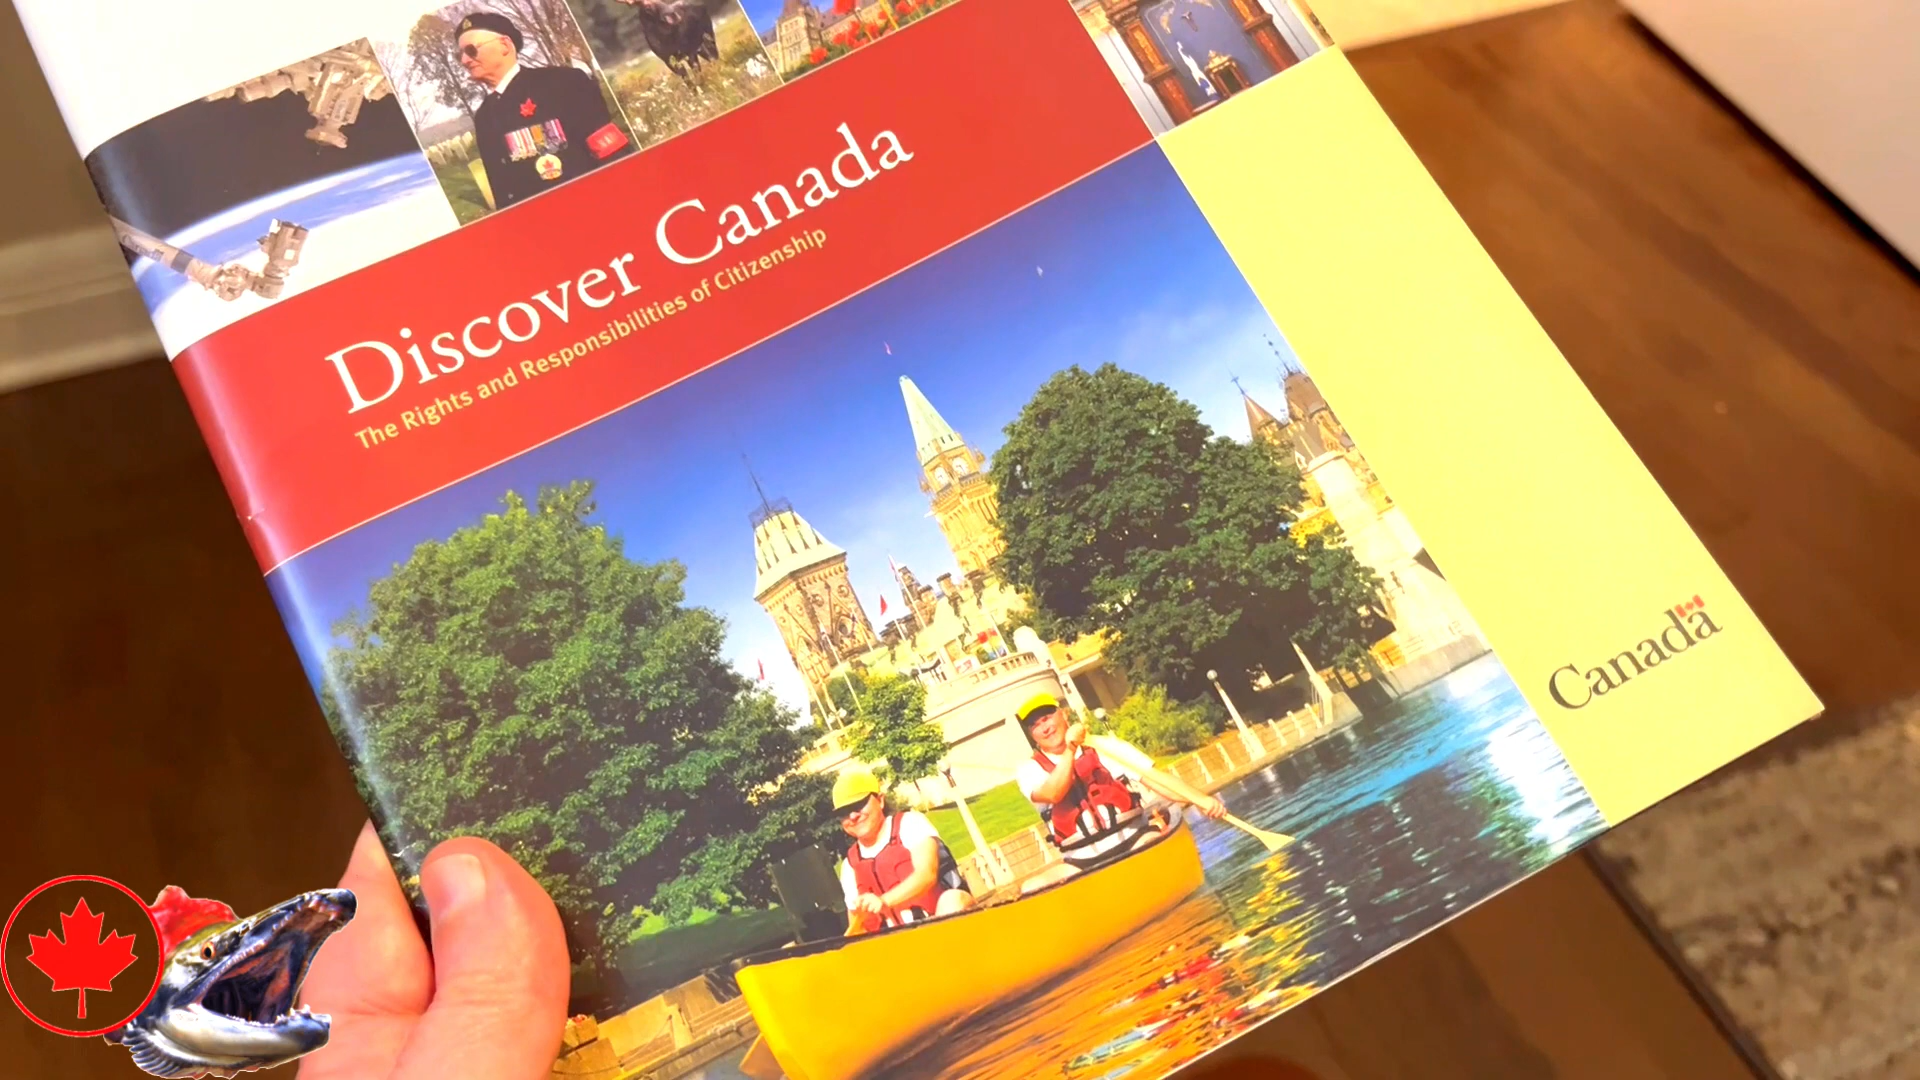 Discover Canada
The Rights and Responsibilities of Citizenship
Canada